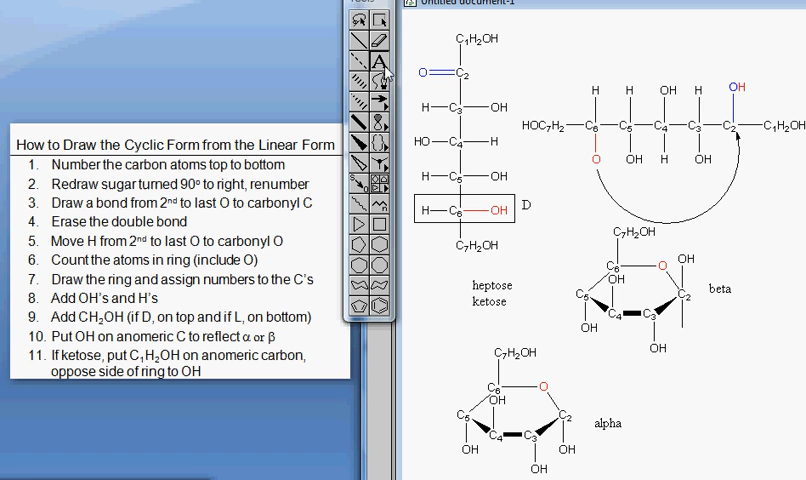 Tools
Untitled document-1
How to Draw the Cyclic Form from the Linear Form
1. Number the carbon atoms top to bottom
2. Redraw sugar turned 90° to right, renumber
3. Draw a bond from 2nd to last O to carbonyl C
4. Erase the double bond
5. Move H from 2nd to last O to carbonyl O
6. Count the atoms in ring (include O)
7. Draw the ring and assign numbers to the C's
8. Add OH's and H's
9. Add CH₂OH (if D, on top and if L, on bottom)
10. Put OH on anomeric C to reflect α or β
11. If ketose, put C₁H₂OH on anomeric carbon,
oppose side of ring to OH
A
C₁H₂OH
O C₂
H C₃ OH
HO C₄ H
H C₅ OH
H C₆ OH D
C₇H₂OH
heptose
ketose
H H OH H OH
HOC₇H₂ C₆ C₅ C₄ C₃ C₂ C₁H₂OH
O OH H OH
C₇H₂OH
C₆ O OH
OH
C₅ C₂ beta
C₄ C₃
OH
OH
C₇H₂OH
C₆ O
OH
C₅ C₂ alpha
C₄ C₃
OH OH
OH